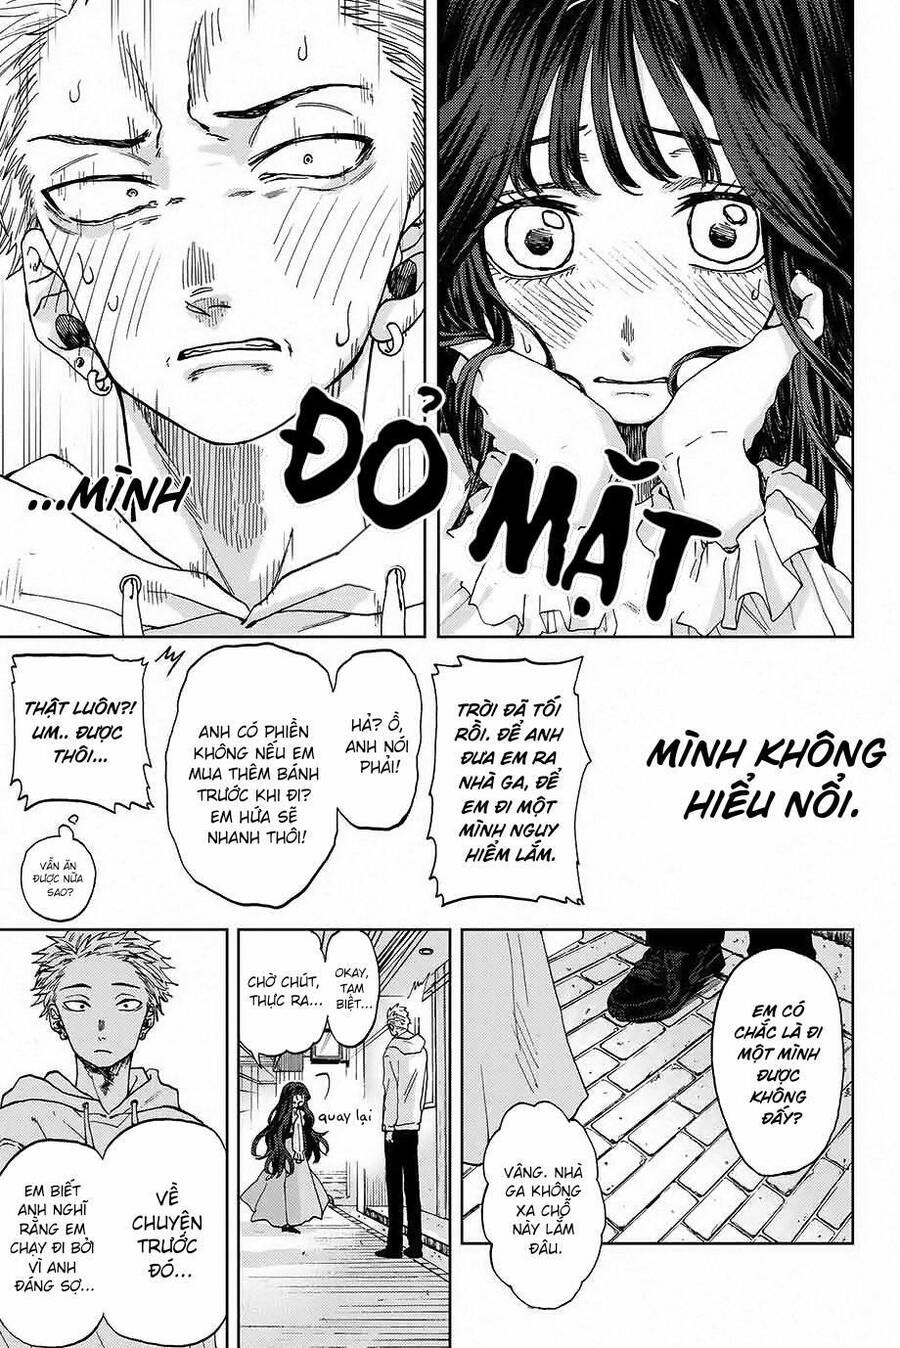 ĐỎ MẶT
...MÌNH
MÌNH KHÔNG
HIỂU NỔI.
TRỜI ĐÃ TỐI
RỒI. ĐỂ ANH
ĐƯA EM RA
NHÀ GA, ĐỂ
EM ĐI MỘT
MÌNH NGUY
HIỂM LẮM.
HẢ? Ồ,
ANH NÓI
PHẢI!
ANH CÓ PHIỀN
KHÔNG NẾU EM
MUA THÊM BÁNH
TRƯỚC KHI ĐI?
EM HỨA SẼ
NHANH THÔI!
THẬT LUÔN?!
UM.. ĐƯỢC
THÔI...
VẪN ĂN
ĐƯỢC NỮA
SAO?
EM CÓ
CHẮC LÀ ĐI
MỘT MÌNH
ĐƯỢC
KHÔNG
ĐẤY?
VÂNG. NHÀ
GA KHÔNG
XA CHỖ
NÀY LẮM
ĐÂU.
OKAY,
TẠM
BIỆT...
CHỜ CHÚT,
THỰC RA...
quay lại
VỀ
CHUYỆN
TRƯỚC
ĐÓ...
EM BIẾT
ANH NGHĨ
RẰNG EM
CHẠY ĐI BỞI
VÌ ANH
ĐÁNG SỢ...